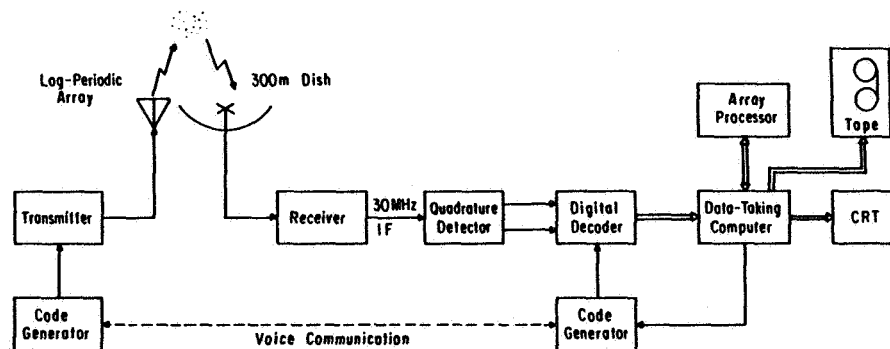 Log-Periodic
Array
300m Dish
Array
Processor
Tape
Transmitter
Receiver
30MHz
IF
Quadrature
Detector
Digital
Decoder
Data-Taking
Computer
CRT
Code
Generator
Voice Communication
Code
Generator